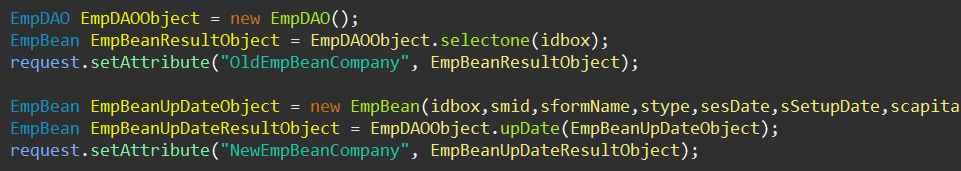 EmpDAO EmpDAOObject = new EmpDAO();
EmpBean EmpBeanResultObject = EmpDAOObject.selectone(idbox);
request.setAttribute("OldEmpBeanCompany", EmpBeanResultObject);
EmpBean EmpBeanUpDateObject = new EmpBean(idbox,smid,sformName,stype,sesDate,sSetupDate,scapita
EmpBean EmpBeanUpDateResultObject = EmpDAOObject.upDate(EmpBeanUpDateObject);
request.setAttribute("NewEmpBeanCompany", EmpBeanUpDateResultObject);